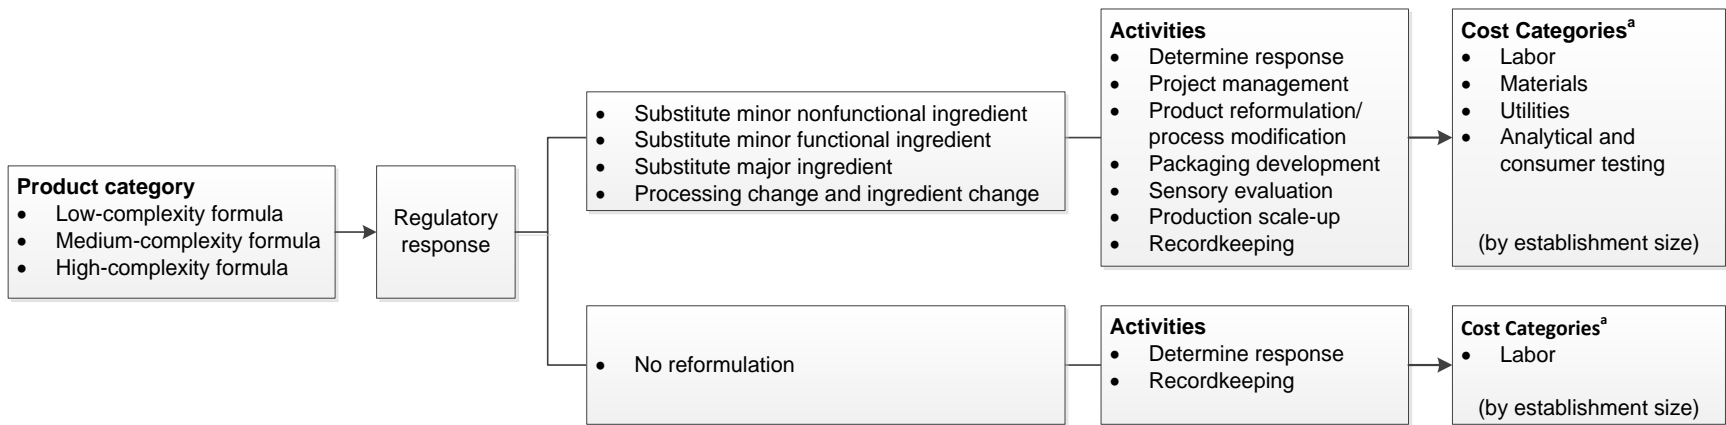 Product category
• Low-complexity formula
• Medium-complexity formula
• High-complexity formula
Regulatory
response
• Substitute minor nonfunctional ingredient
• Substitute minor functional ingredient
• Substitute major ingredient
• Processing change and ingredient change
Activities
• Determine response
• Project management
• Product reformulation/
process modification
• Packaging development
• Sensory evaluation
• Production scale-up
• Recordkeeping
Cost Categoriesᵃ
• Labor
• Materials
• Utilities
• Analytical and
consumer testing
(by establishment size)
• No reformulation
Activities
• Determine response
• Recordkeeping
Cost Categoriesᵃ
• Labor
(by establishment size)